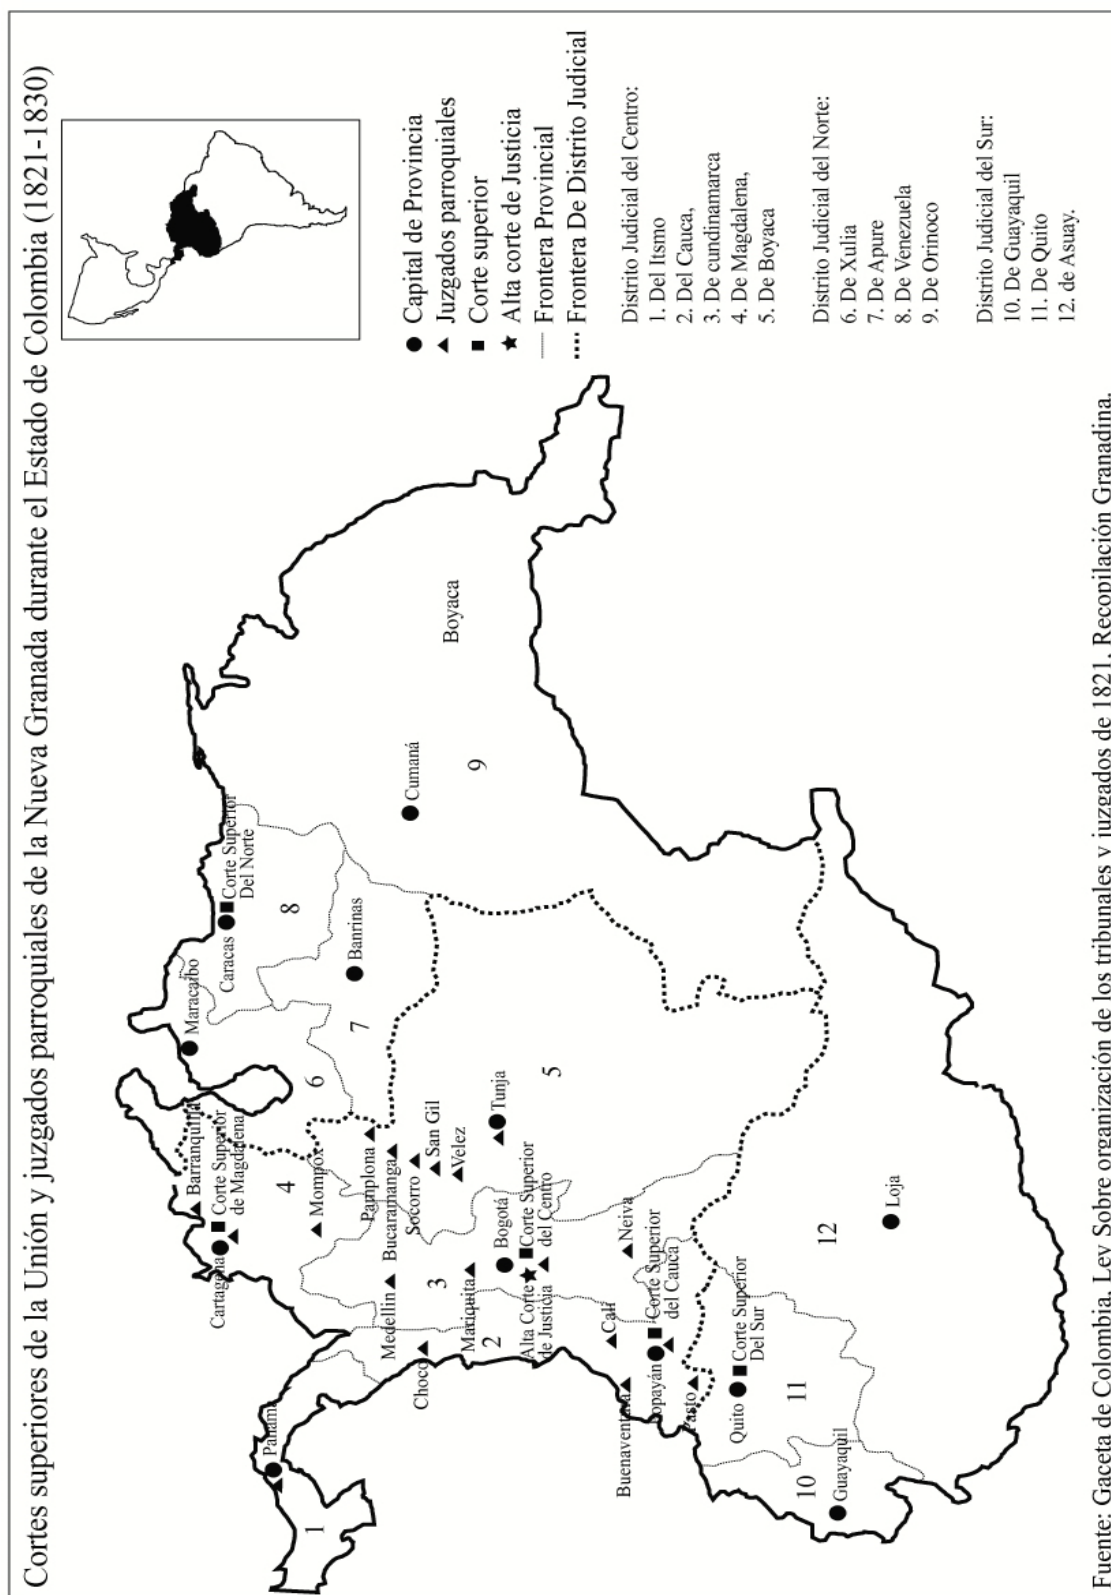 Cortes superiores de la Unión y juzgados parroquiales de la Nueva Granada durante el Estado de Colombia (1821-1830)
Capital de Provincia
Juzgados parroquiales
Corte superior
Alta corte de Justicia
Frontera Provincial
Frontera De Distrito Judicial
Distrito Judicial del Centro:
1. Del Itsmo
2. Del Cauca,
3. De cundinamarca
4. De Magdalena,
5. De Boyaca
Distrito Judicial del Norte:
6. De Xulia
7. De Apure
8. De Venezuela
9. De Orinoco
Distrito Judicial del Sur:
10. De Guayaquil
11. De Quito
12. de Asuay.
Maracaibo
Barranquilla
Corte Superior
de Magdalena
Cartagena
Caracas
Corte Superior
Del Norte
Panamá
1
4
Mompox
6
8
7
Banrinas
Pamplona
Bucaramanga
Medellin
Choco
Socorro
San Gil
Velez
3
Mariquita
2
Cumaná
9
Boyaca
Tunja
5
Bogotá
Alta Corte
de Justicia
Corte Superior
del Centro
Neiva
Cali
Buenaventura
Popayán
Corte Superior
del Cauca
Pasto
Quito
Corte Superior
Del Sur
11
10
Guayaquil
12
Loja
Fuente: Gaceta de Colombia, Ley Sobre organización de los tribunales y juzgados de 1821. Recopilación Granadina.